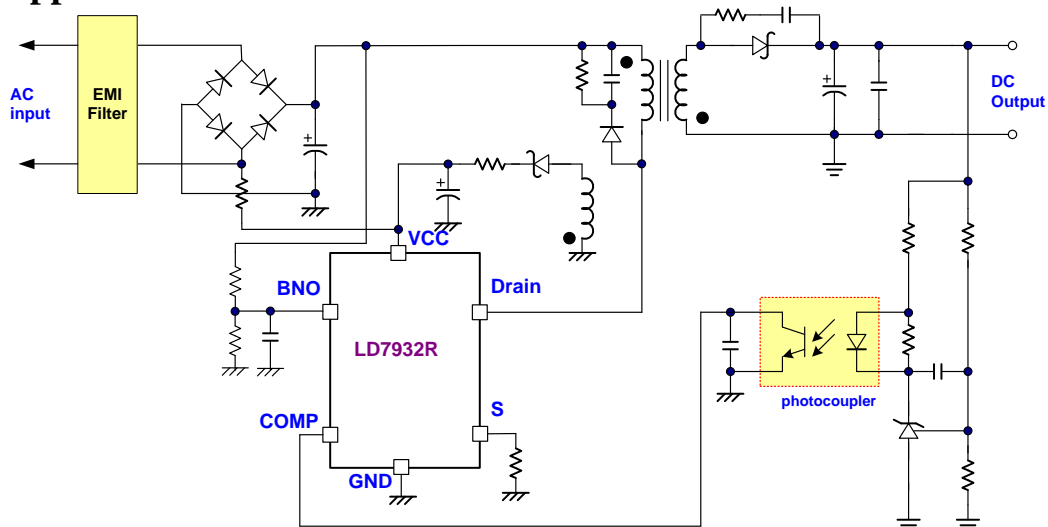 AC
input
EMI
Filter
DC
Output
+
+
+
VCC
BNO
Drain
LD7932R
COMP
S
GND
photocoupler